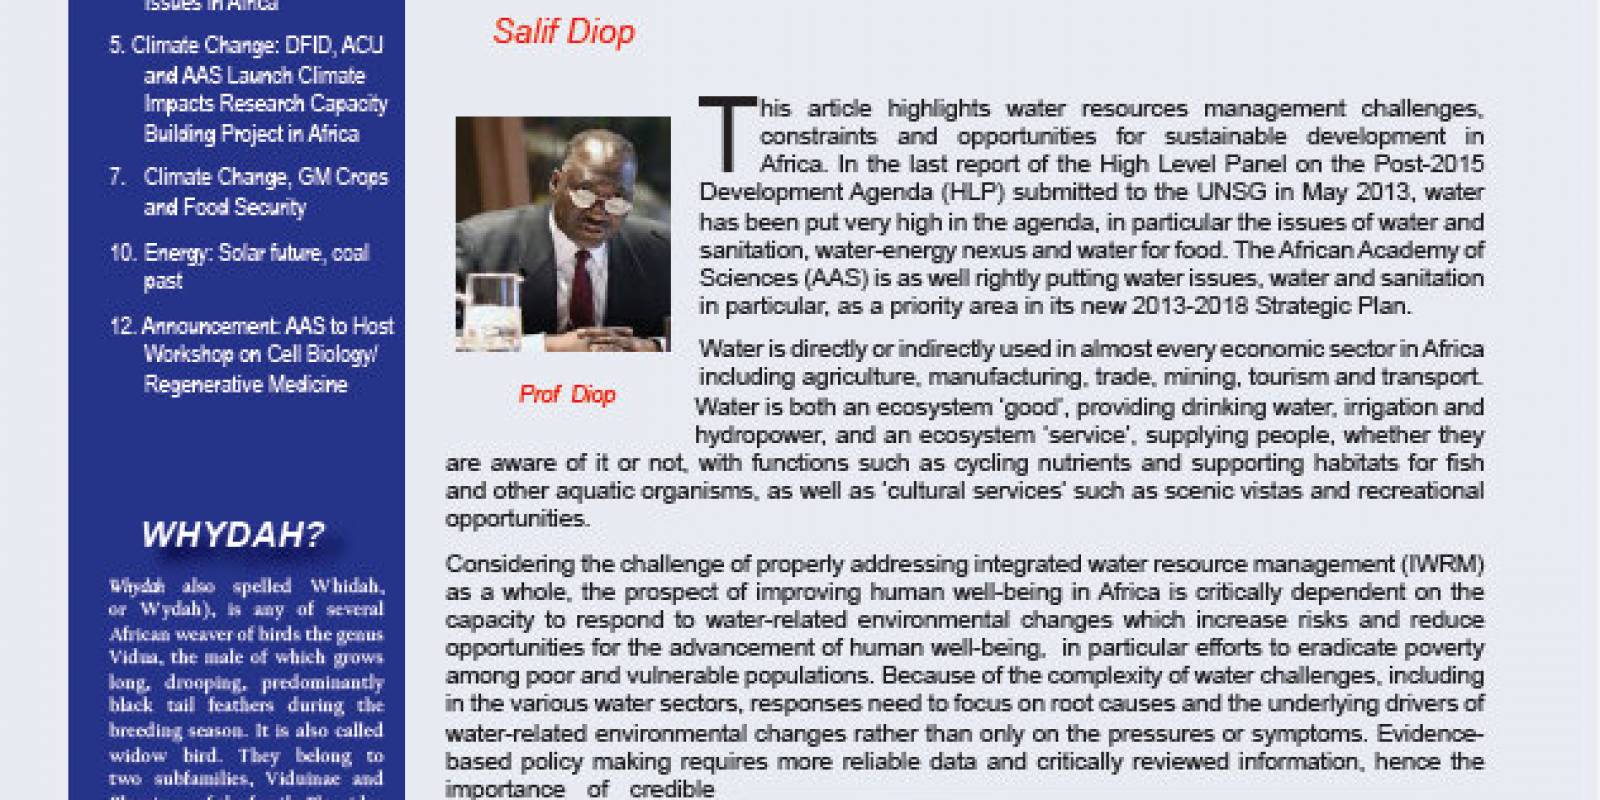 issues in Africa
5. Climate Change: DFID, ACU
and AAS Launch Climate
Impacts Research Capacity
Building Project in Africa
7. Climate Change, GM Crops
and Food Security
10. Energy: Solar future, coal
past
12. Announcement: AAS to Host
Workshop on Cell Biology/
Regenerative Medicine
WHYDAH?
Whydah also spelled Whidah,
or Wydah), is any of several
African weaver of birds the genus
Vidua, the male of which grows
long, drooping, predominantly
black tail feathers during the
breeding season. It is also called
widow bird. They belong to
two subfamilies, Viduinae and
Salif Diop
Prof Diop
This article highlights water resources management challenges,
constraints and opportunities for sustainable development in
Africa. In the last report of the High Level Panel on the Post-2015
Development Agenda (HLP) submitted to the UNSG in May 2013, water
has been put very high in the agenda, in particular the issues of water and
sanitation, water-energy nexus and water for food. The African Academy of
Sciences (AAS) is as well rightly putting water issues, water and sanitation
in particular, as a priority area in its new 2013-2018 Strategic Plan.
Water is directly or indirectly used in almost every economic sector in Africa
including agriculture, manufacturing, trade, mining, tourism and transport.
Water is both an ecosystem 'good', providing drinking water, irrigation and
hydropower, and an ecosystem 'service', supplying people, whether they
are aware of it or not, with functions such as cycling nutrients and supporting habitats for fish
and other aquatic organisms, as well as 'cultural services' such as scenic vistas and recreational
opportunities.
Considering the challenge of properly addressing integrated water resource management (IWRM)
as a whole, the prospect of improving human well-being in Africa is critically dependent on the
capacity to respond to water-related environmental changes which increase risks and reduce
opportunities for the advancement of human well-being, in particular efforts to eradicate poverty
among poor and vulnerable populations. Because of the complexity of water challenges, including
in the various water sectors, responses need to focus on root causes and the underlying drivers of
water-related environmental changes rather than only on the pressures or symptoms. Evidence-
based policy making requires more reliable data and critically reviewed information, hence the
importance of credible